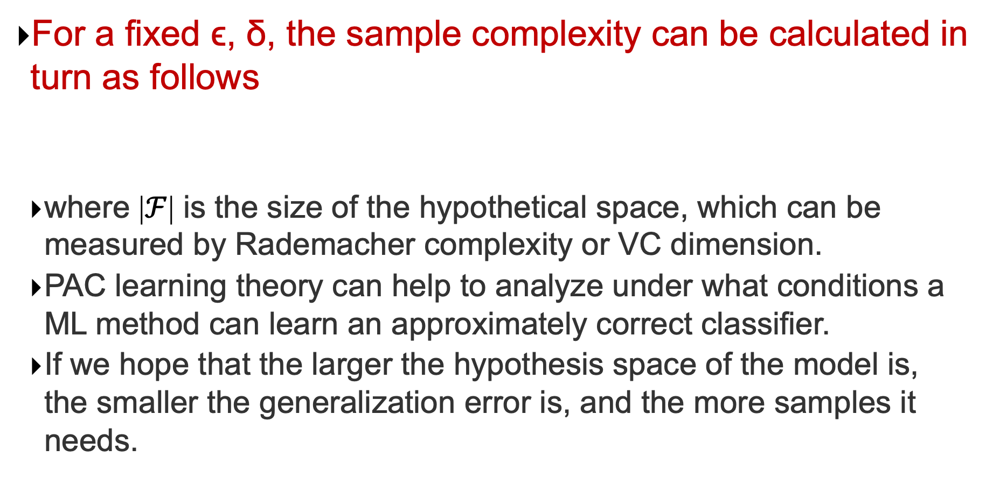 ▸For a fixed ϵ, δ, the sample complexity can be calculated in
turn as follows
▸where |𝓕| is the size of the hypothetical space, which can be
measured by Rademacher complexity or VC dimension.
▸PAC learning theory can help to analyze under what conditions a
ML method can learn an approximately correct classifier.
▸If we hope that the larger the hypothesis space of the model is,
the smaller the generalization error is, and the more samples it
needs.